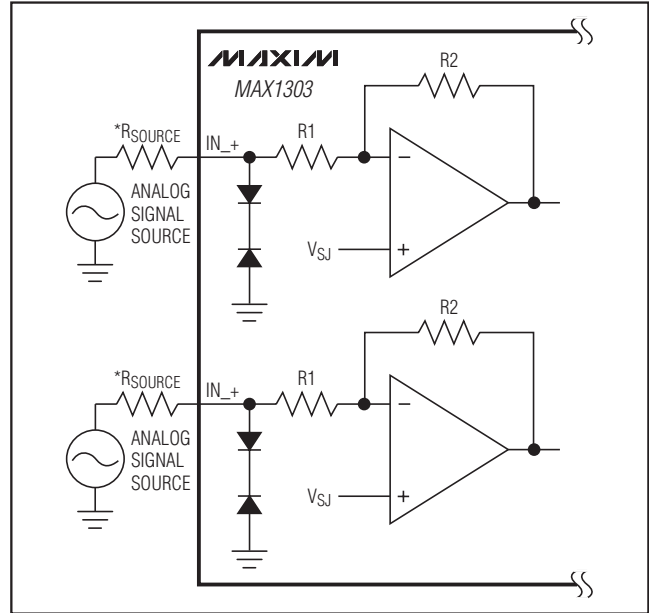 MAXIM
MAX1303
R2
*RSOURCE
IN_+
R1
−
ANALOG
SIGNAL
SOURCE
VSJ
+
R2
*RSOURCE
IN_+
R1
−
ANALOG
SIGNAL
SOURCE
VSJ
+